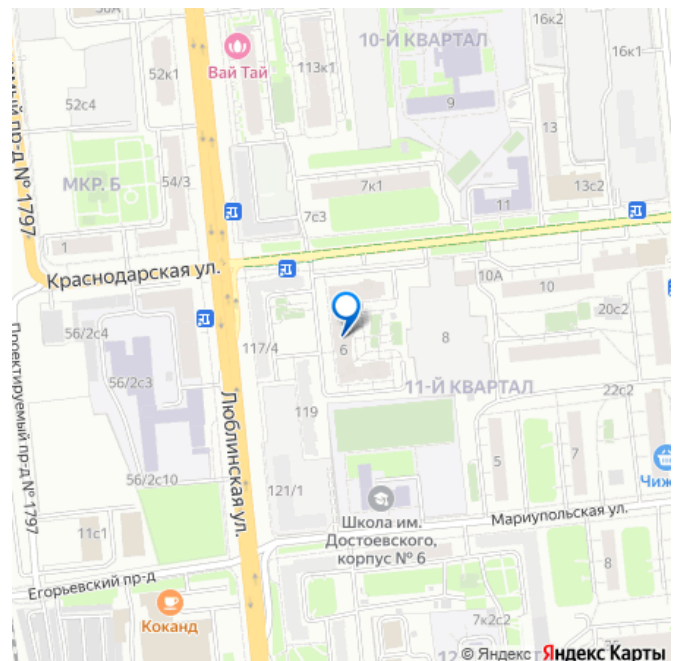 16к2
10-Й КВАРТАЛ
16к1
Вай Тай
113к1
52к1
52с4
9
13
пр-д № 1797
МКР. Б
54/3
7к1
13с2
11
7с3
1
Краснодарская ул.
10А
10
20с2
56/2с4
117/4
6
8
56/2с3
11-Й КВАРТАЛ
22с2
Проектируемый пр-д № 1797
Люблинская ул.
119
5
7
Чиж
56/2с10
121/1
Школа им.
Достоевского,
корпус № 6
Мариупольская ул.
11с1
Егорьевский пр-д
8
Коканд
7к2с2
12
© Яндекс Яндекс Карты